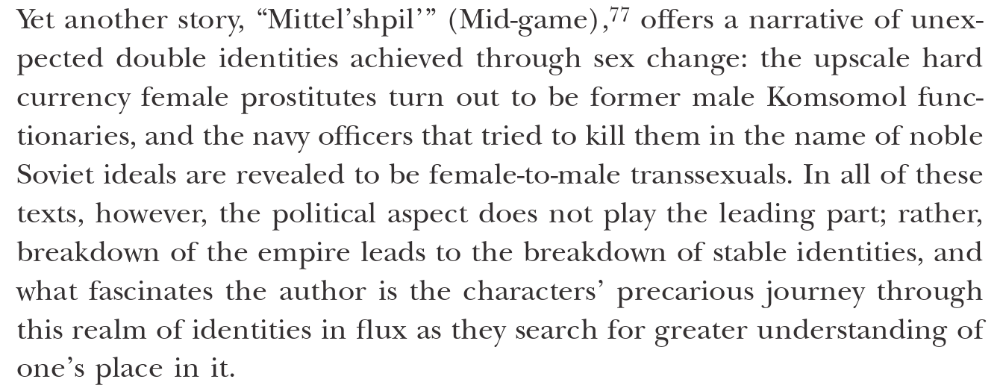 Yet another story, “Mittel’shpil’” (Mid-game),77 offers a narrative of unex-
pected double identities achieved through sex change: the upscale hard
currency female prostitutes turn out to be former male Komsomol func-
tionaries, and the navy officers that tried to kill them in the name of noble
Soviet ideals are revealed to be female-to-male transsexuals. In all of these
texts, however, the political aspect does not play the leading part; rather,
breakdown of the empire leads to the breakdown of stable identities, and
what fascinates the author is the characters’ precarious journey through
this realm of identities in flux as they search for greater understanding of
one’s place in it.